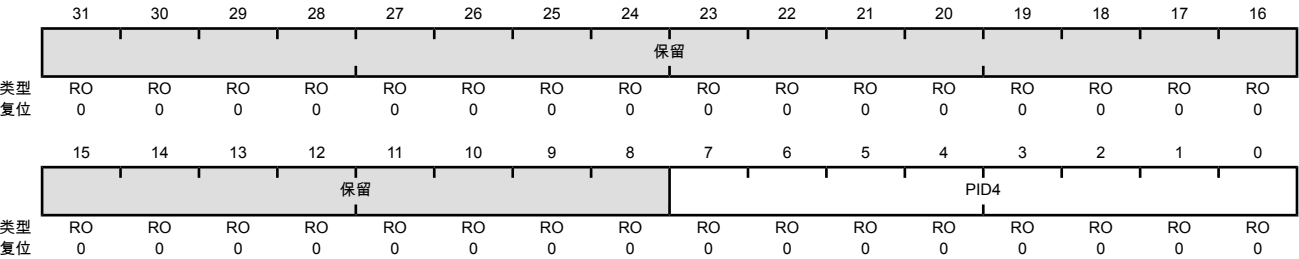 31 30 29 28 27 26 25 24 23 22 21 20 19 18 17 16
保留
类型 RO RO RO RO RO RO RO RO RO RO RO RO RO RO RO RO
复位 0 0 0 0 0 0 0 0 0 0 0 0 0 0 0 0
15 14 13 12 11 10 9 8 7 6 5 4 3 2 1 0
保留 PID4
类型 RO RO RO RO RO RO RO RO RO RO RO RO RO RO RO RO
复位 0 0 0 0 0 0 0 0 0 0 0 0 0 0 0 0